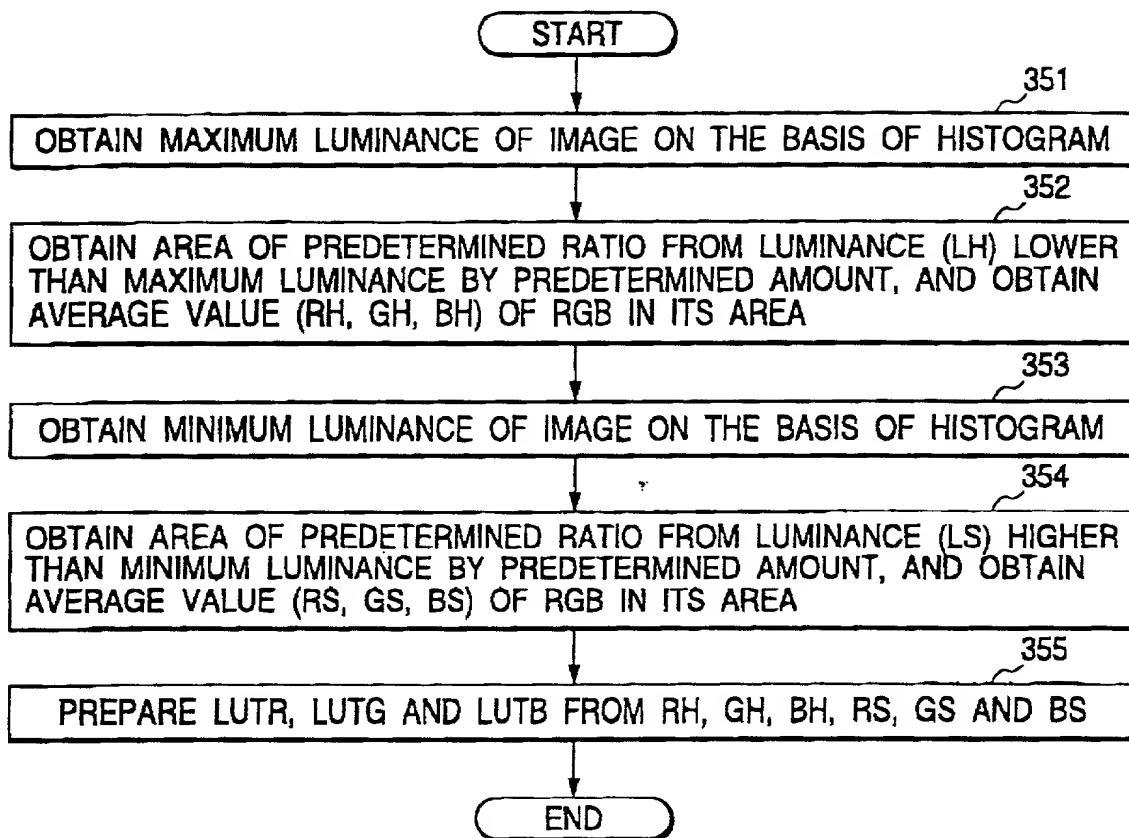 START
351
OBTAIN MAXIMUM LUMINANCE OF IMAGE ON THE BASIS OF HISTOGRAM
352
OBTAIN AREA OF PREDETERMINED RATIO FROM LUMINANCE (LH) LOWER
THAN MAXIMUM LUMINANCE BY PREDETERMINED AMOUNT, AND OBTAIN
AVERAGE VALUE (RH, GH, BH) OF RGB IN ITS AREA
353
OBTAIN MINIMUM LUMINANCE OF IMAGE ON THE BASIS OF HISTOGRAM
354
OBTAIN AREA OF PREDETERMINED RATIO FROM LUMINANCE (LS) HIGHER
THAN MINIMUM LUMINANCE BY PREDETERMINED AMOUNT, AND OBTAIN
AVERAGE VALUE (RS, GS, BS) OF RGB IN ITS AREA
355
PREPARE LUTR, LUTG AND LUTB FROM RH, GH, BH, RS, GS AND BS
END